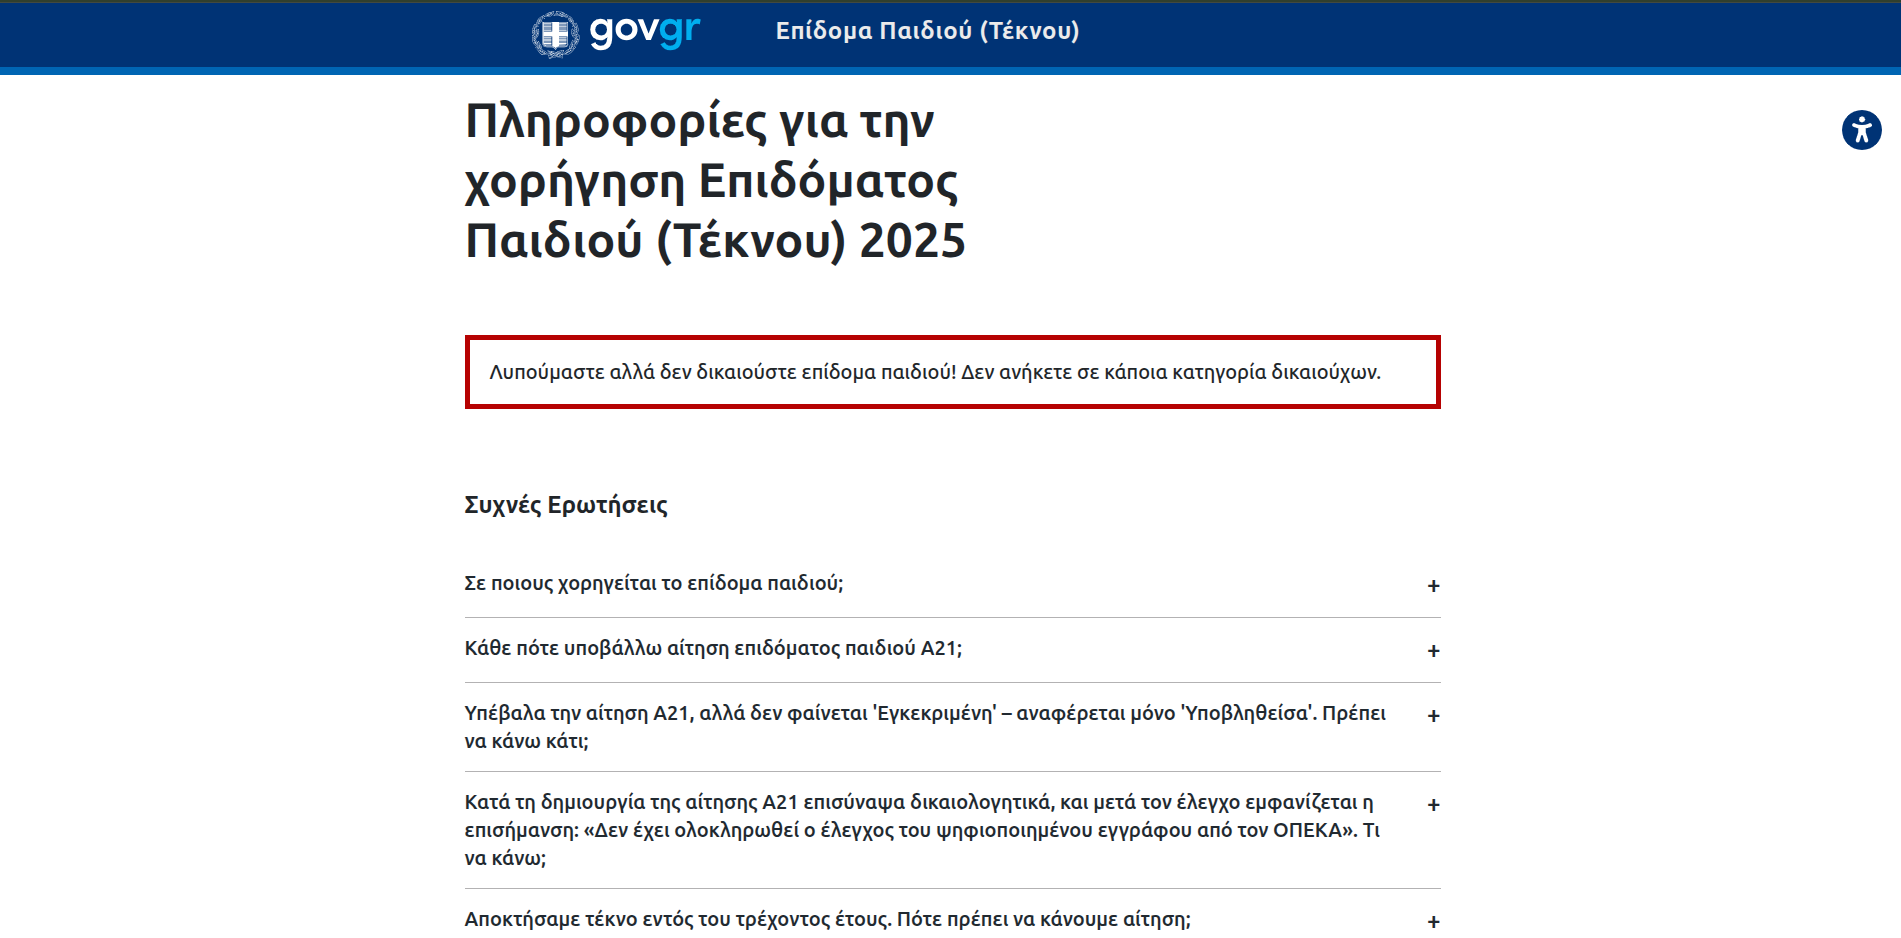 govgr
Επίδομα Παιδιού (Τέκνου)
Πληροφορίες για την
χορήγηση Επιδόματος
Παιδιού (Τέκνου) 2025
Λυπούμαστε αλλά δεν δικαιούστε επίδομα παιδιού! Δεν ανήκετε σε κάποια κατηγορία δικαιούχων.
Συχνές Ερωτήσεις
Σε ποιους χορηγείται το επίδομα παιδιού; +
Κάθε πότε υποβάλλω αίτηση επιδόματος παιδιού Α21; +
Υπέβαλα την αίτηση Α21, αλλά δεν φαίνεται 'Εγκεκριμένη' – αναφέρεται μόνο 'Υποβληθείσα'. Πρέπει +
να κάνω κάτι;
Κατά τη δημιουργία της αίτησης Α21 επισύναψα δικαιολογητικά, και μετά τον έλεγχο εμφανίζεται η +
επισήμανση: «Δεν έχει ολοκληρωθεί ο έλεγχος του ψηφιοποιημένου εγγράφου από τον ΟΠΕΚΑ». Τι
να κάνω;
Αποκτήσαμε τέκνο εντός του τρέχοντος έτους. Πότε πρέπει να κάνουμε αίτηση; +